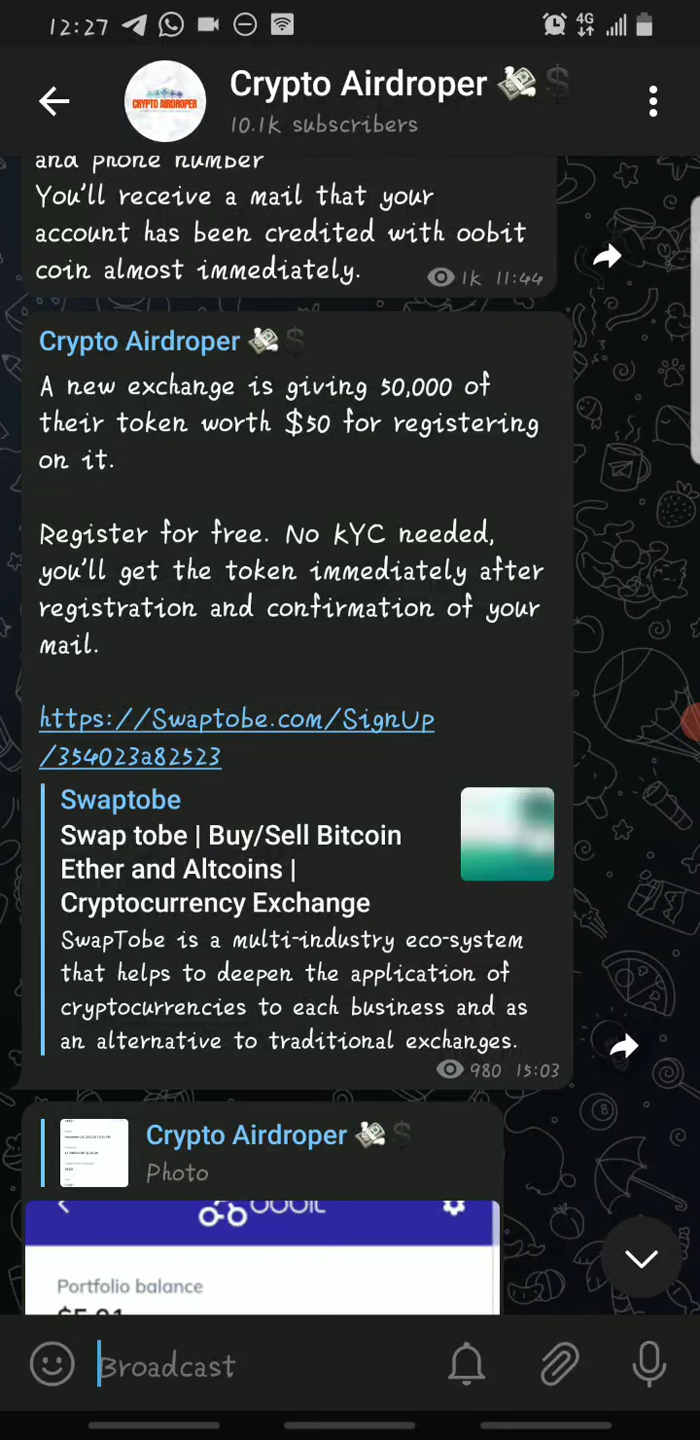 12:27
4G
Crypto Airdroper 💸💲
CRYPTO AIRDROPER
10.1K subscribers
and phone number
You'll receive a mail that your
account has been credited with oobit
coin almost immediately.
1K 11:44
Crypto Airdroper 💸💲
A new exchange is giving 50,000 of
their token worth $50 for registering
on it.
Register for free. No KYC needed,
you'll get the token immediately after
registration and confirmation of your
mail.
https://Swaptobe.com/SignUp
/354023a82523
Swaptobe
Swap tobe | Buy/Sell Bitcoin
Ether and Altcoins |
Cryptocurrency Exchange
SwapTobe is a multi-industry eco-system
that helps to deepen the application of
cryptocurrencies to each business and as
an alternative to traditional exchanges.
980 15:03
Crypto Airdroper 💸💲
Photo
oobit
Portfolio balance
Broadcast